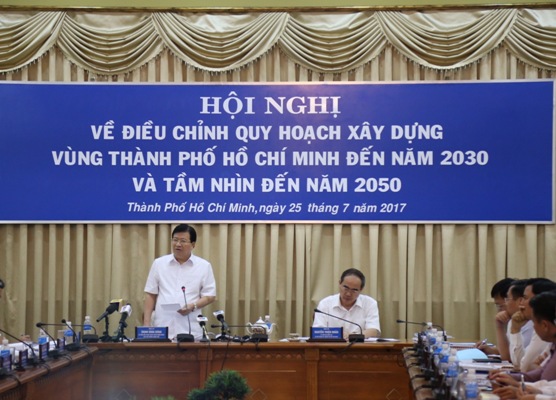 HỘI NGHỊ
VỀ ĐIỀU CHỈNH QUY HOẠCH XÂY DỰNG
VÙNG THÀNH PHỐ HỒ CHÍ MINH ĐẾN NĂM 2030
VÀ TẦM NHÌN ĐẾN NĂM 2050
Thành Phố Hồ Chí Minh, ngày 25 tháng 7 năm 2017